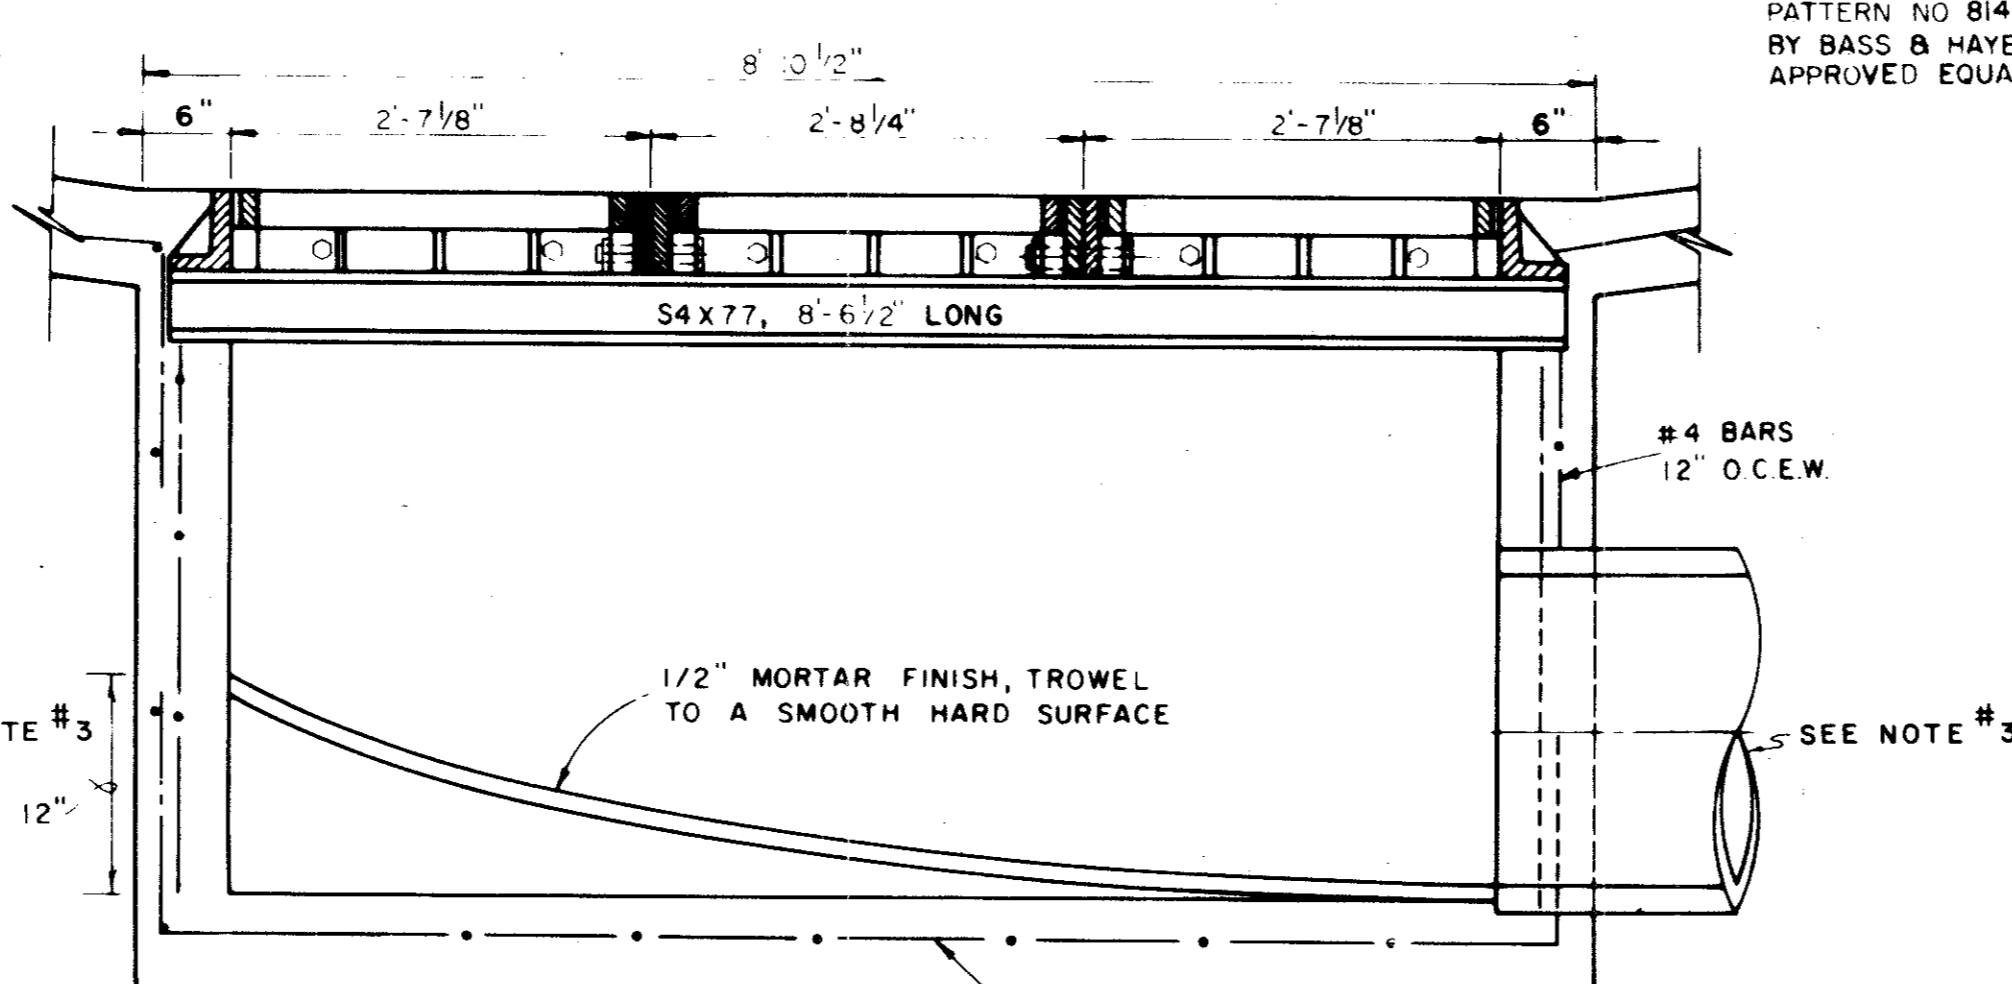 PATTERN NO 814
BY BASS & HAYE
APPROVED EQUA
8' 10 1/2"
6"
2'-7 1/8"
2'-8 1/4"
2'-7 1/8"
6"
S4 X 77, 8'-6 1/2" LONG
#4 BARS
12" O.C.E.W.
1/2" MORTAR FINISH, TROWEL
TO A SMOOTH HARD SURFACE
TE #3
12"
SEE NOTE #3